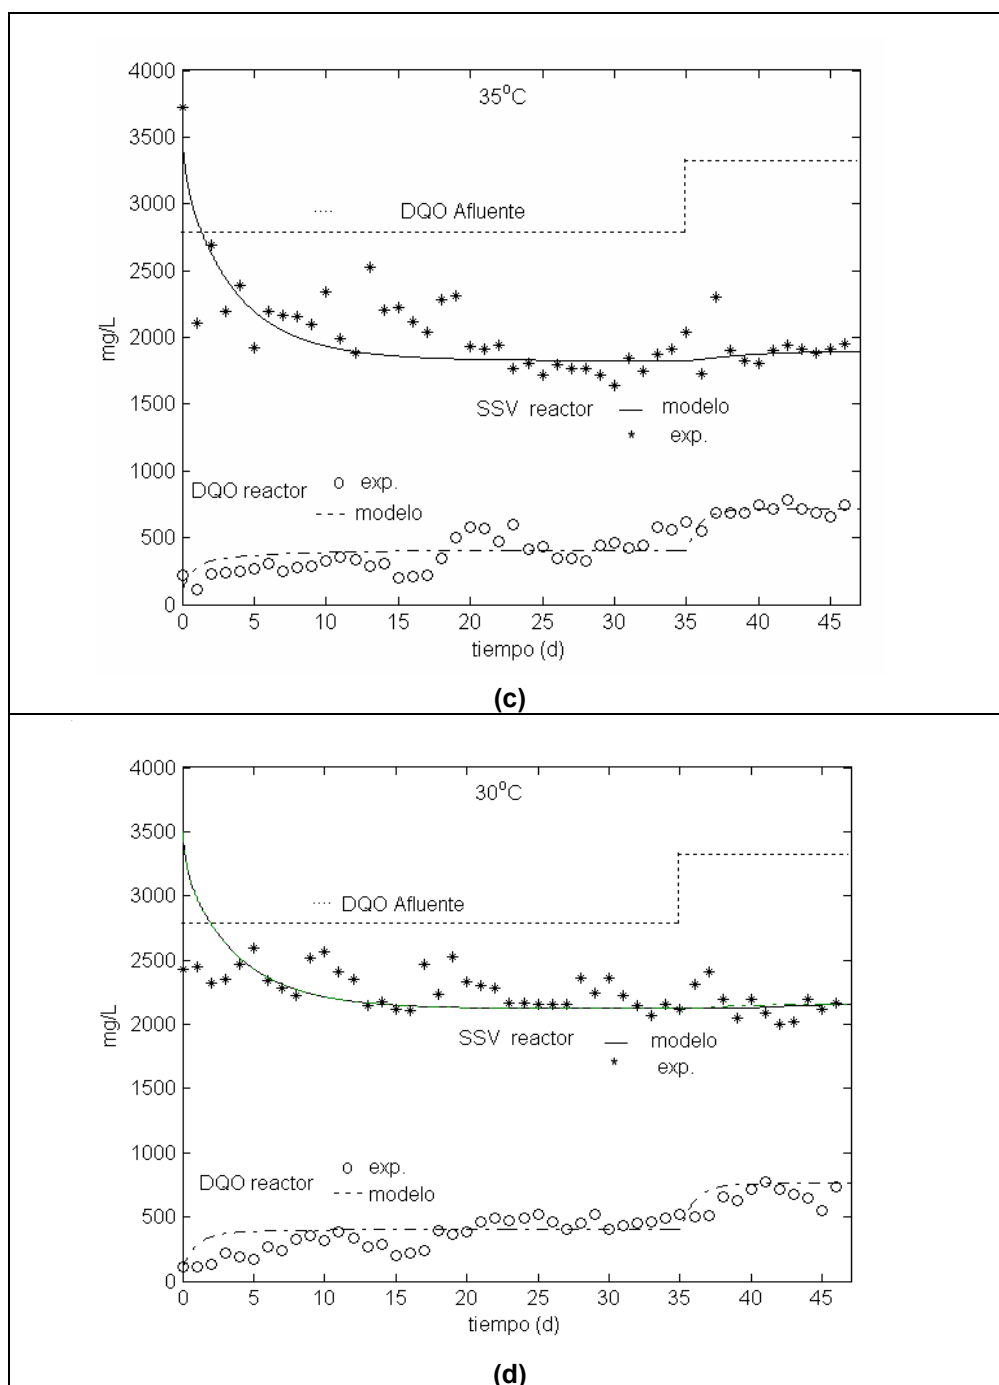 4000
35°C
3500
3000
DQO Afluente
2500
mg/L
2000
1500
SSV reactor — modelo
* exp.
1000
DQO reactor o exp.
----- modelo
500
0
0 5 10 15 20 25 30 35 40 45
tiempo (d)
(c)
4000
30°C
3500
3000
DQO Afluente
2500
mg/L
2000
SSV reactor — modelo
* exp.
1500
1000
DQO reactor o exp.
----- modelo
500
0
0 5 10 15 20 25 30 35 40 45
tiempo (d)
(d)